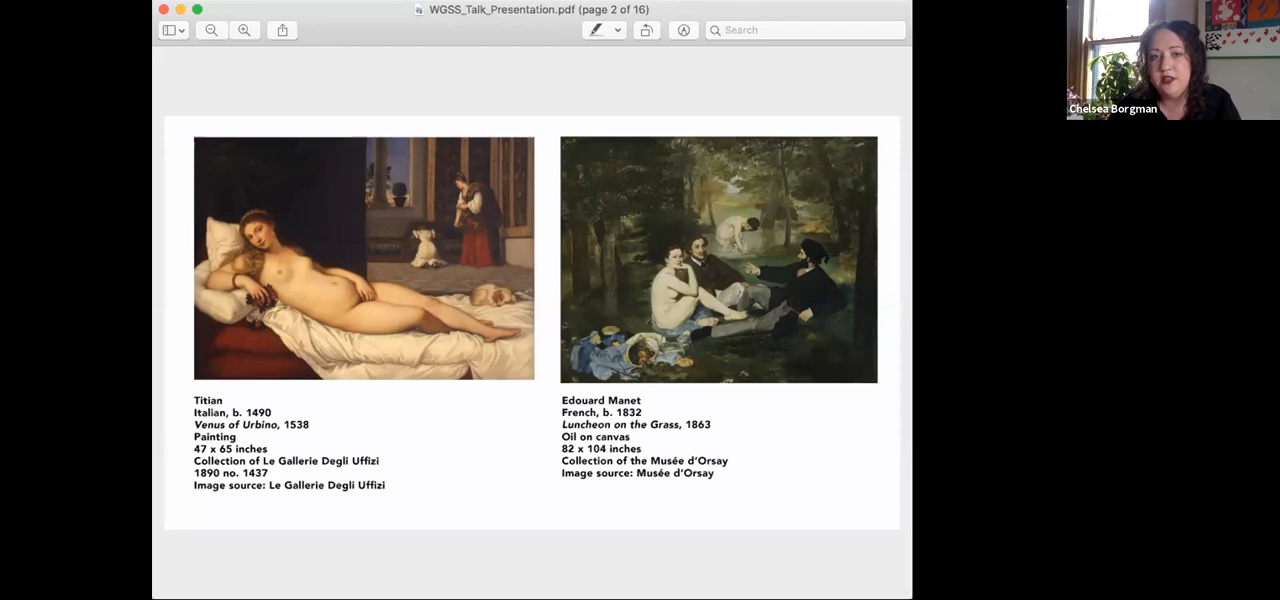 WGSS_Talk_Presentation.pdf (page 2 of 16)
Search
Chelsea Borgman
Titian
Italian, b. 1490
Venus of Urbino, 1538
Painting
47 x 65 inches
Collection of Le Gallerie Degli Uffizi
1890 no. 1437
Image source: Le Gallerie Degli Uffizi
Edouard Manet
French, b. 1832
Luncheon on the Grass, 1863
Oil on canvas
82 x 104 inches
Collection of the Musée d'Orsay
Image source: Musée d'Orsay